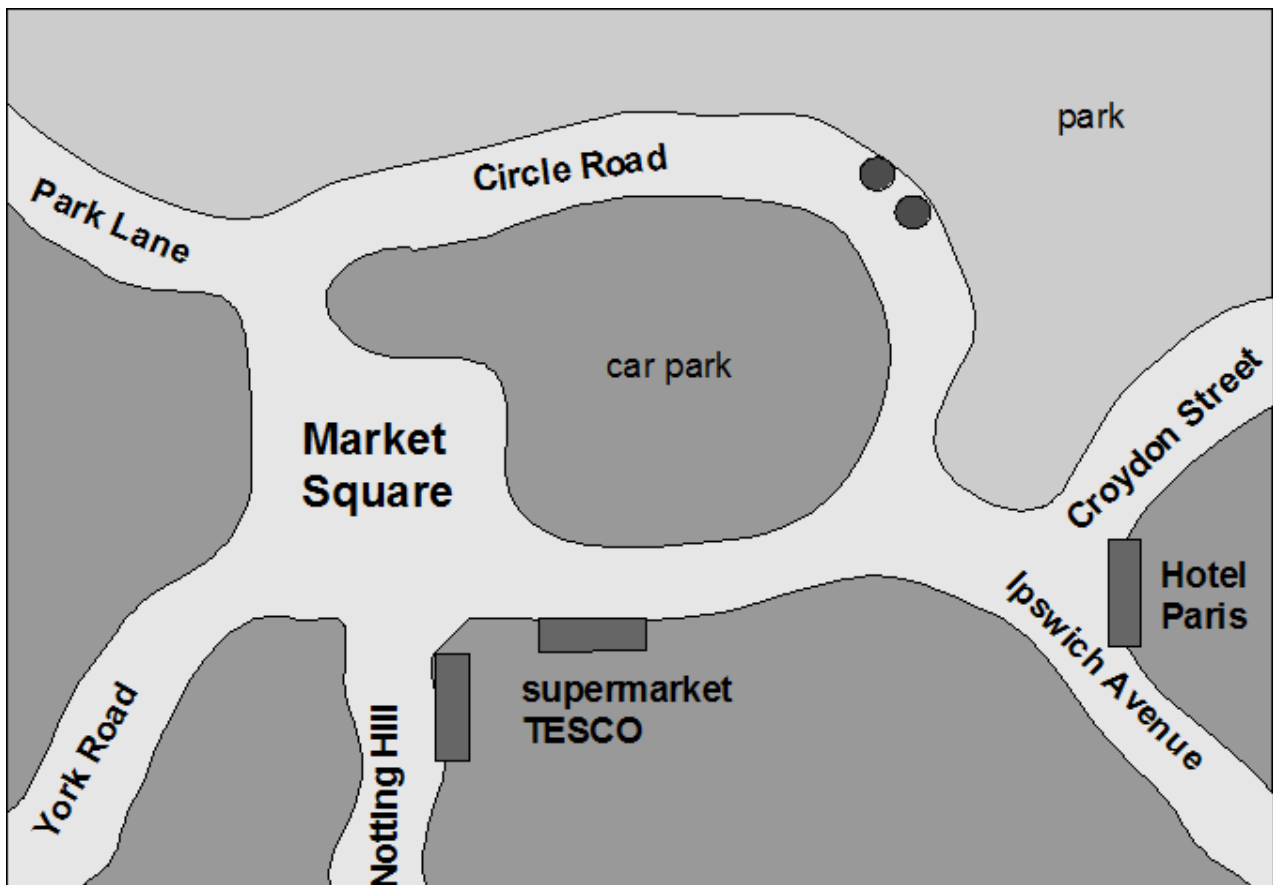 park
Circle Road
Park Lane
car park
Croydon Street
Market
Square
Hotel
Paris
Ipswich Avenue
supermarket
TESCO
York Road
Nottlng HIll